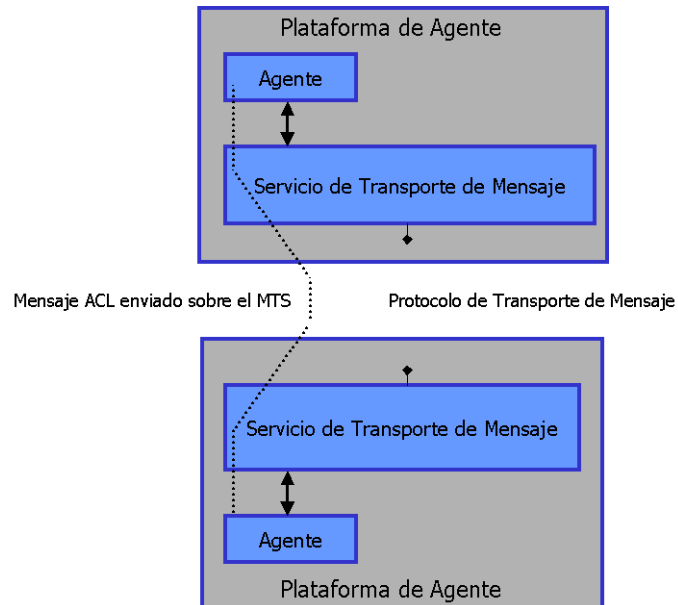 Plataforma de Agente
Agente
Servicio de Transporte de Mensaje
Mensaje ACL enviado sobre el MTS
Protocolo de Transporte de Mensaje
Servicio de Transporte de Mensaje
Agente
Plataforma de Agente